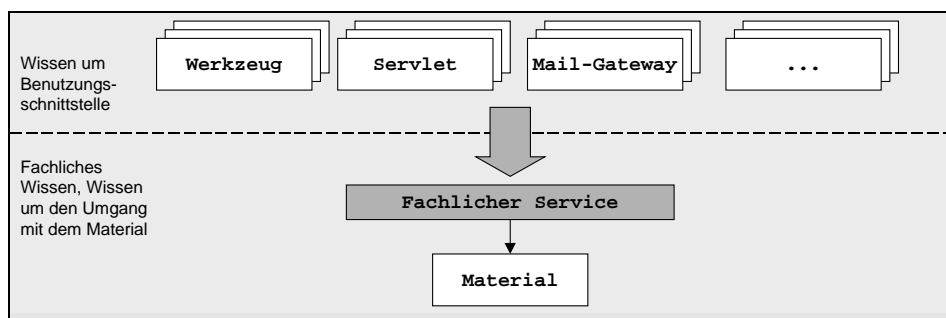 Wissen um
Benutzungs-
schnittstelle
Werkzeug
Servlet
Mail-Gateway
...
Fachliches
Wissen, Wissen
um den Umgang
mit dem Material
Fachlicher Service
Material